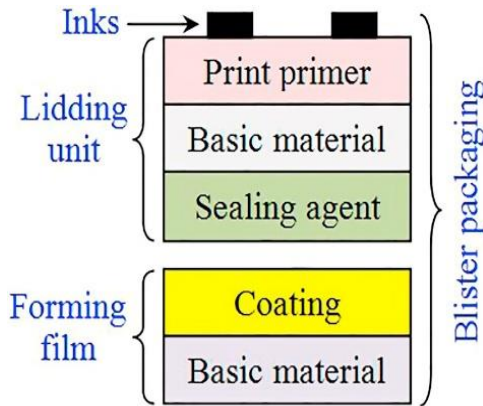 Inks
Print primer
Lidding
unit
Basic material
Sealing agent
Coating
Forming
film
Basic material
Blister packaging